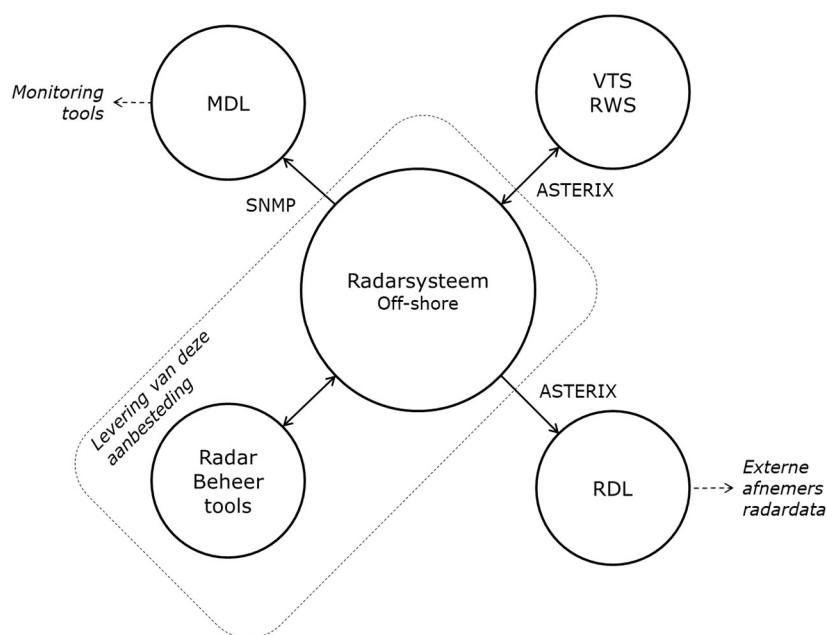 Monitoring
tools
MDL
VTS
RWS
SNMP
ASTERIX
Radarsysteem
Off-shore
Levering van deze
aanbesteding
ASTERIX
Radar
Beheer
tools
RDL
Externe
afnemers
radardata